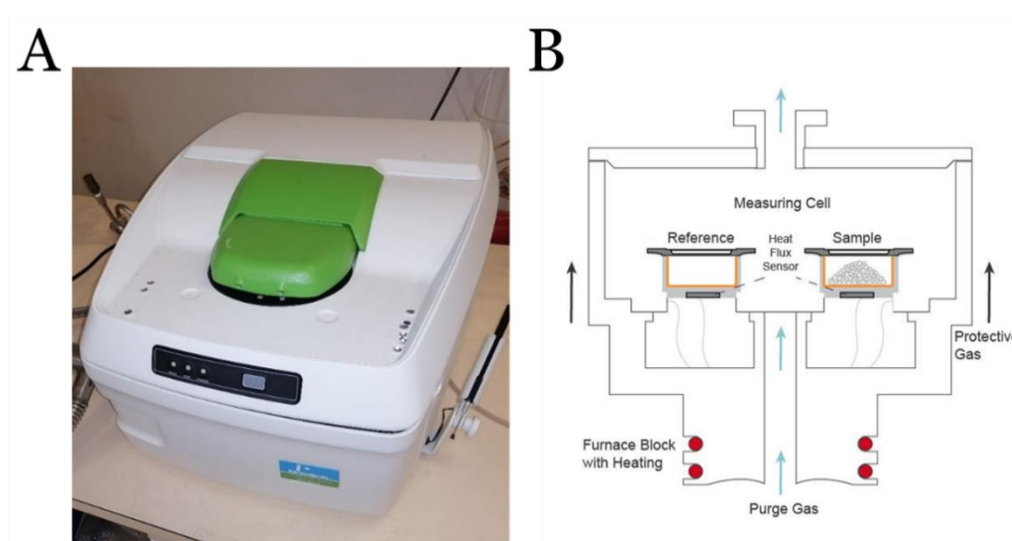 A
B
Measuring Cell
Reference
Heat
Flux
Sensor
Sample
Protective
Gas
Furnace Block
with Heating
Purge Gas